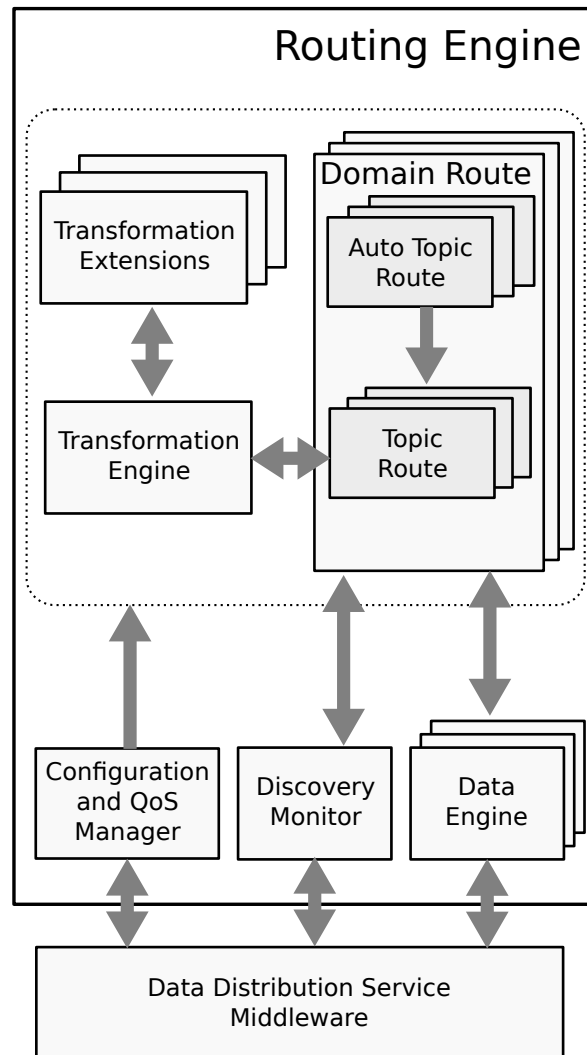 Routing Engine
Domain Route
Transformation
Extensions
Auto Topic
Route
Transformation
Engine
Topic
Route
Configuration
and QoS
Manager
Discovery
Monitor
Data
Engine
Data Distribution Service
Middleware